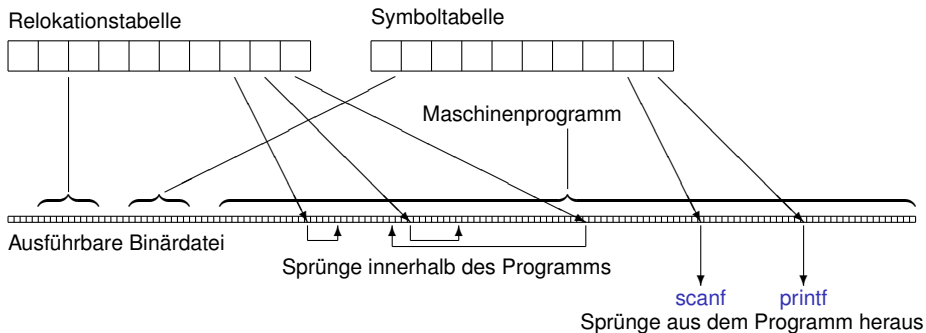 Relokationstabelle
Symboltabelle
Maschinenprogramm
Ausführbare Binärdatei
Sprünge innerhalb des Programms
scanf
printf
Sprünge aus dem Programm heraus